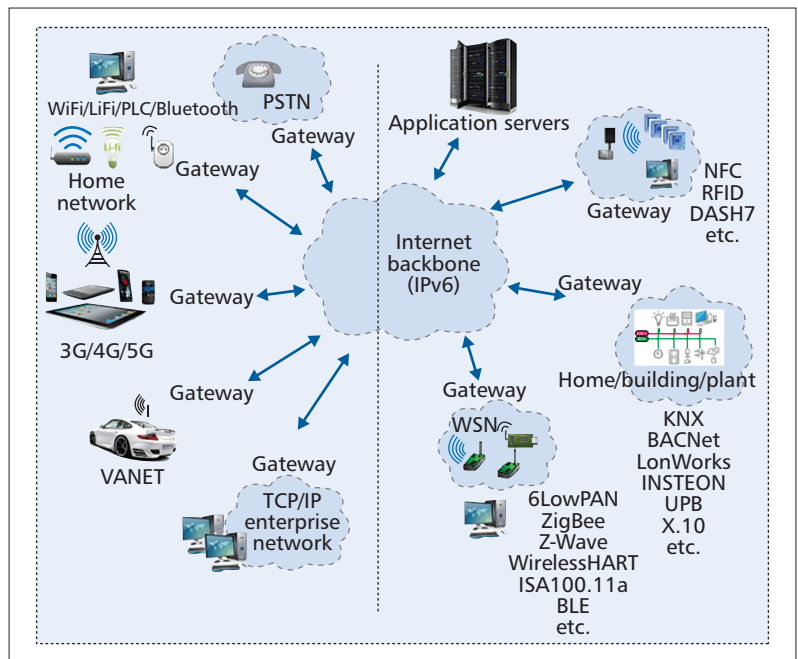 WiFi/LiFi/PLC/Bluetooth
PSTN
Gateway
Li-fi
Home
network
Gateway
3G/4G/5G
Gateway
VANET
Gateway
Gateway
TCP/IP
enterprise
network
Internet
backbone
(IPv6)
Application servers
Gateway
NFC
RFID
DASH7
etc.
Gateway
Home/building/plant
KNX
BACNet
LonWorks
INSTEON
UPB
X.10
etc.
Gateway
WSN
6LowPAN
ZigBee
Z-Wave
WirelessHART
ISA100.11a
BLE
etc.